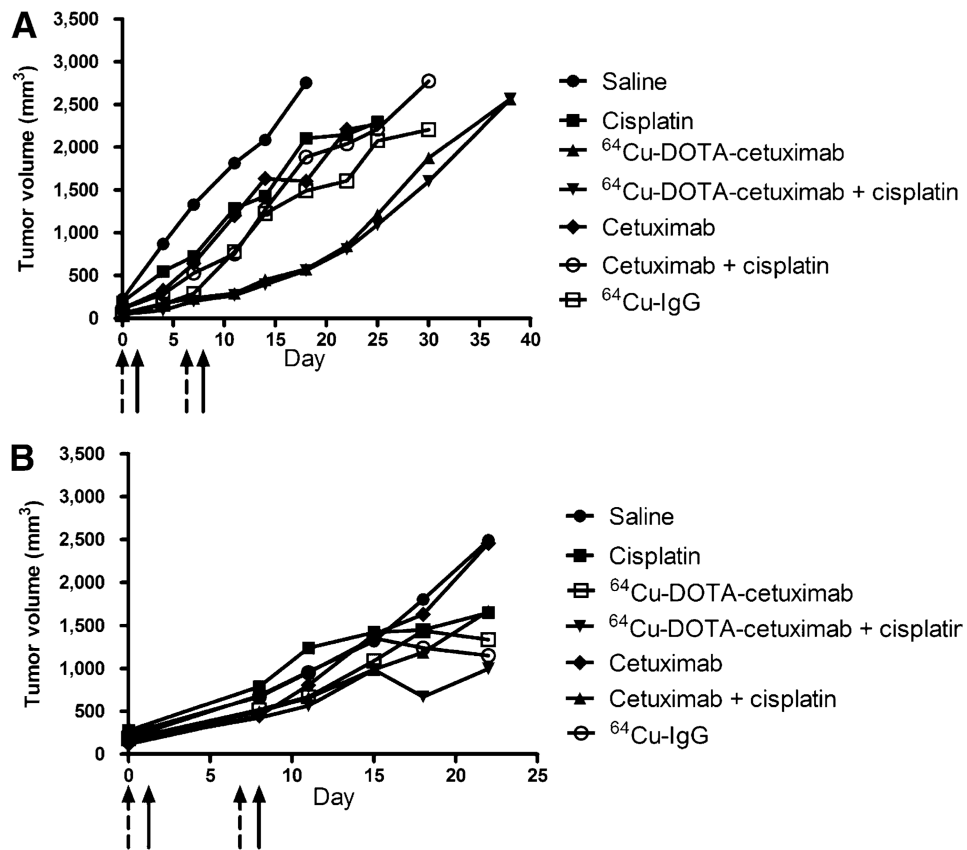 A
3,500
3,000
2,500
2,000
1,500
1,000
500
0
Tumor volume (mm³)
0 5 10 15 20 25 30 35 40
Day
Saline
Cisplatin
⁶⁴Cu-DOTA-cetuximab
⁶⁴Cu-DOTA-cetuximab + cisplatin
Cetuximab
Cetuximab + cisplatin
⁶⁴Cu-IgG
B
3,500
3,000
2,500
2,000
1,500
1,000
500
0
Tumor volume (mm³)
0 5 10 15 20 25
Day
Saline
Cisplatin
⁶⁴Cu-DOTA-cetuximab
⁶⁴Cu-DOTA-cetuximab + cisplatin
Cetuximab
Cetuximab + cisplatin
⁶⁴Cu-IgG